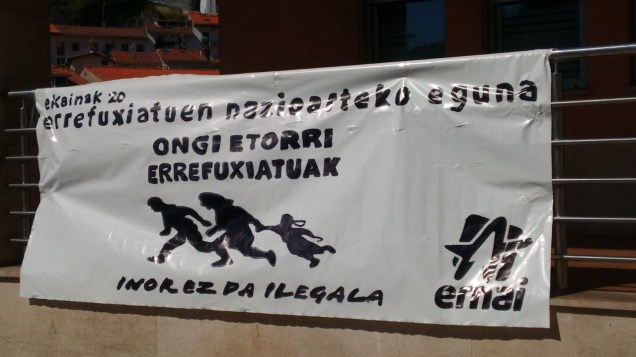 ekainak 20
errefuxiatuen nazioarteko eguna
ONGI ETORRI
ERREFUXIATUAK
INOR EZ DA ILEGALA
ernai